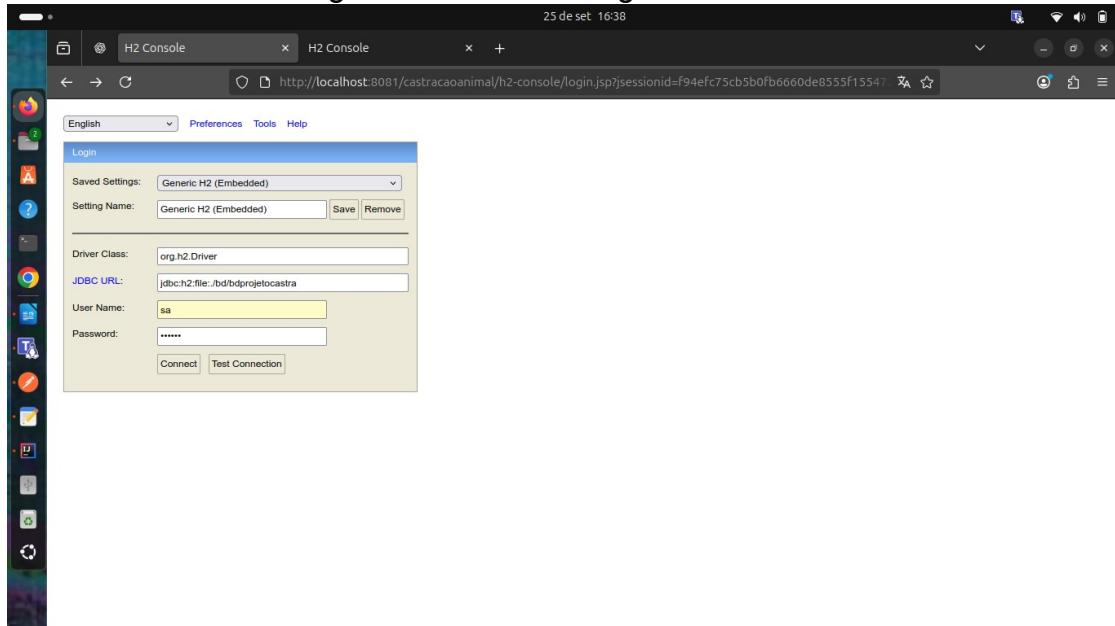 25 de set 16:38
H2 Console
H2 Console
http://localhost:8081/castracaoanimal/h2-console/login.jsp?jsessionid=f94efc75cb5b0fb6660de8555f15547
2
English Preferences Tools Help
Login
Saved Settings: Generic H2 (Embedded)
Setting Name: Generic H2 (Embedded) Save Remove
Driver Class: org.h2.Driver
JDBC URL: jdbc:h2:file:./bd/bdprojetocastra
User Name: sa
Password: ••••••
Connect Test Connection